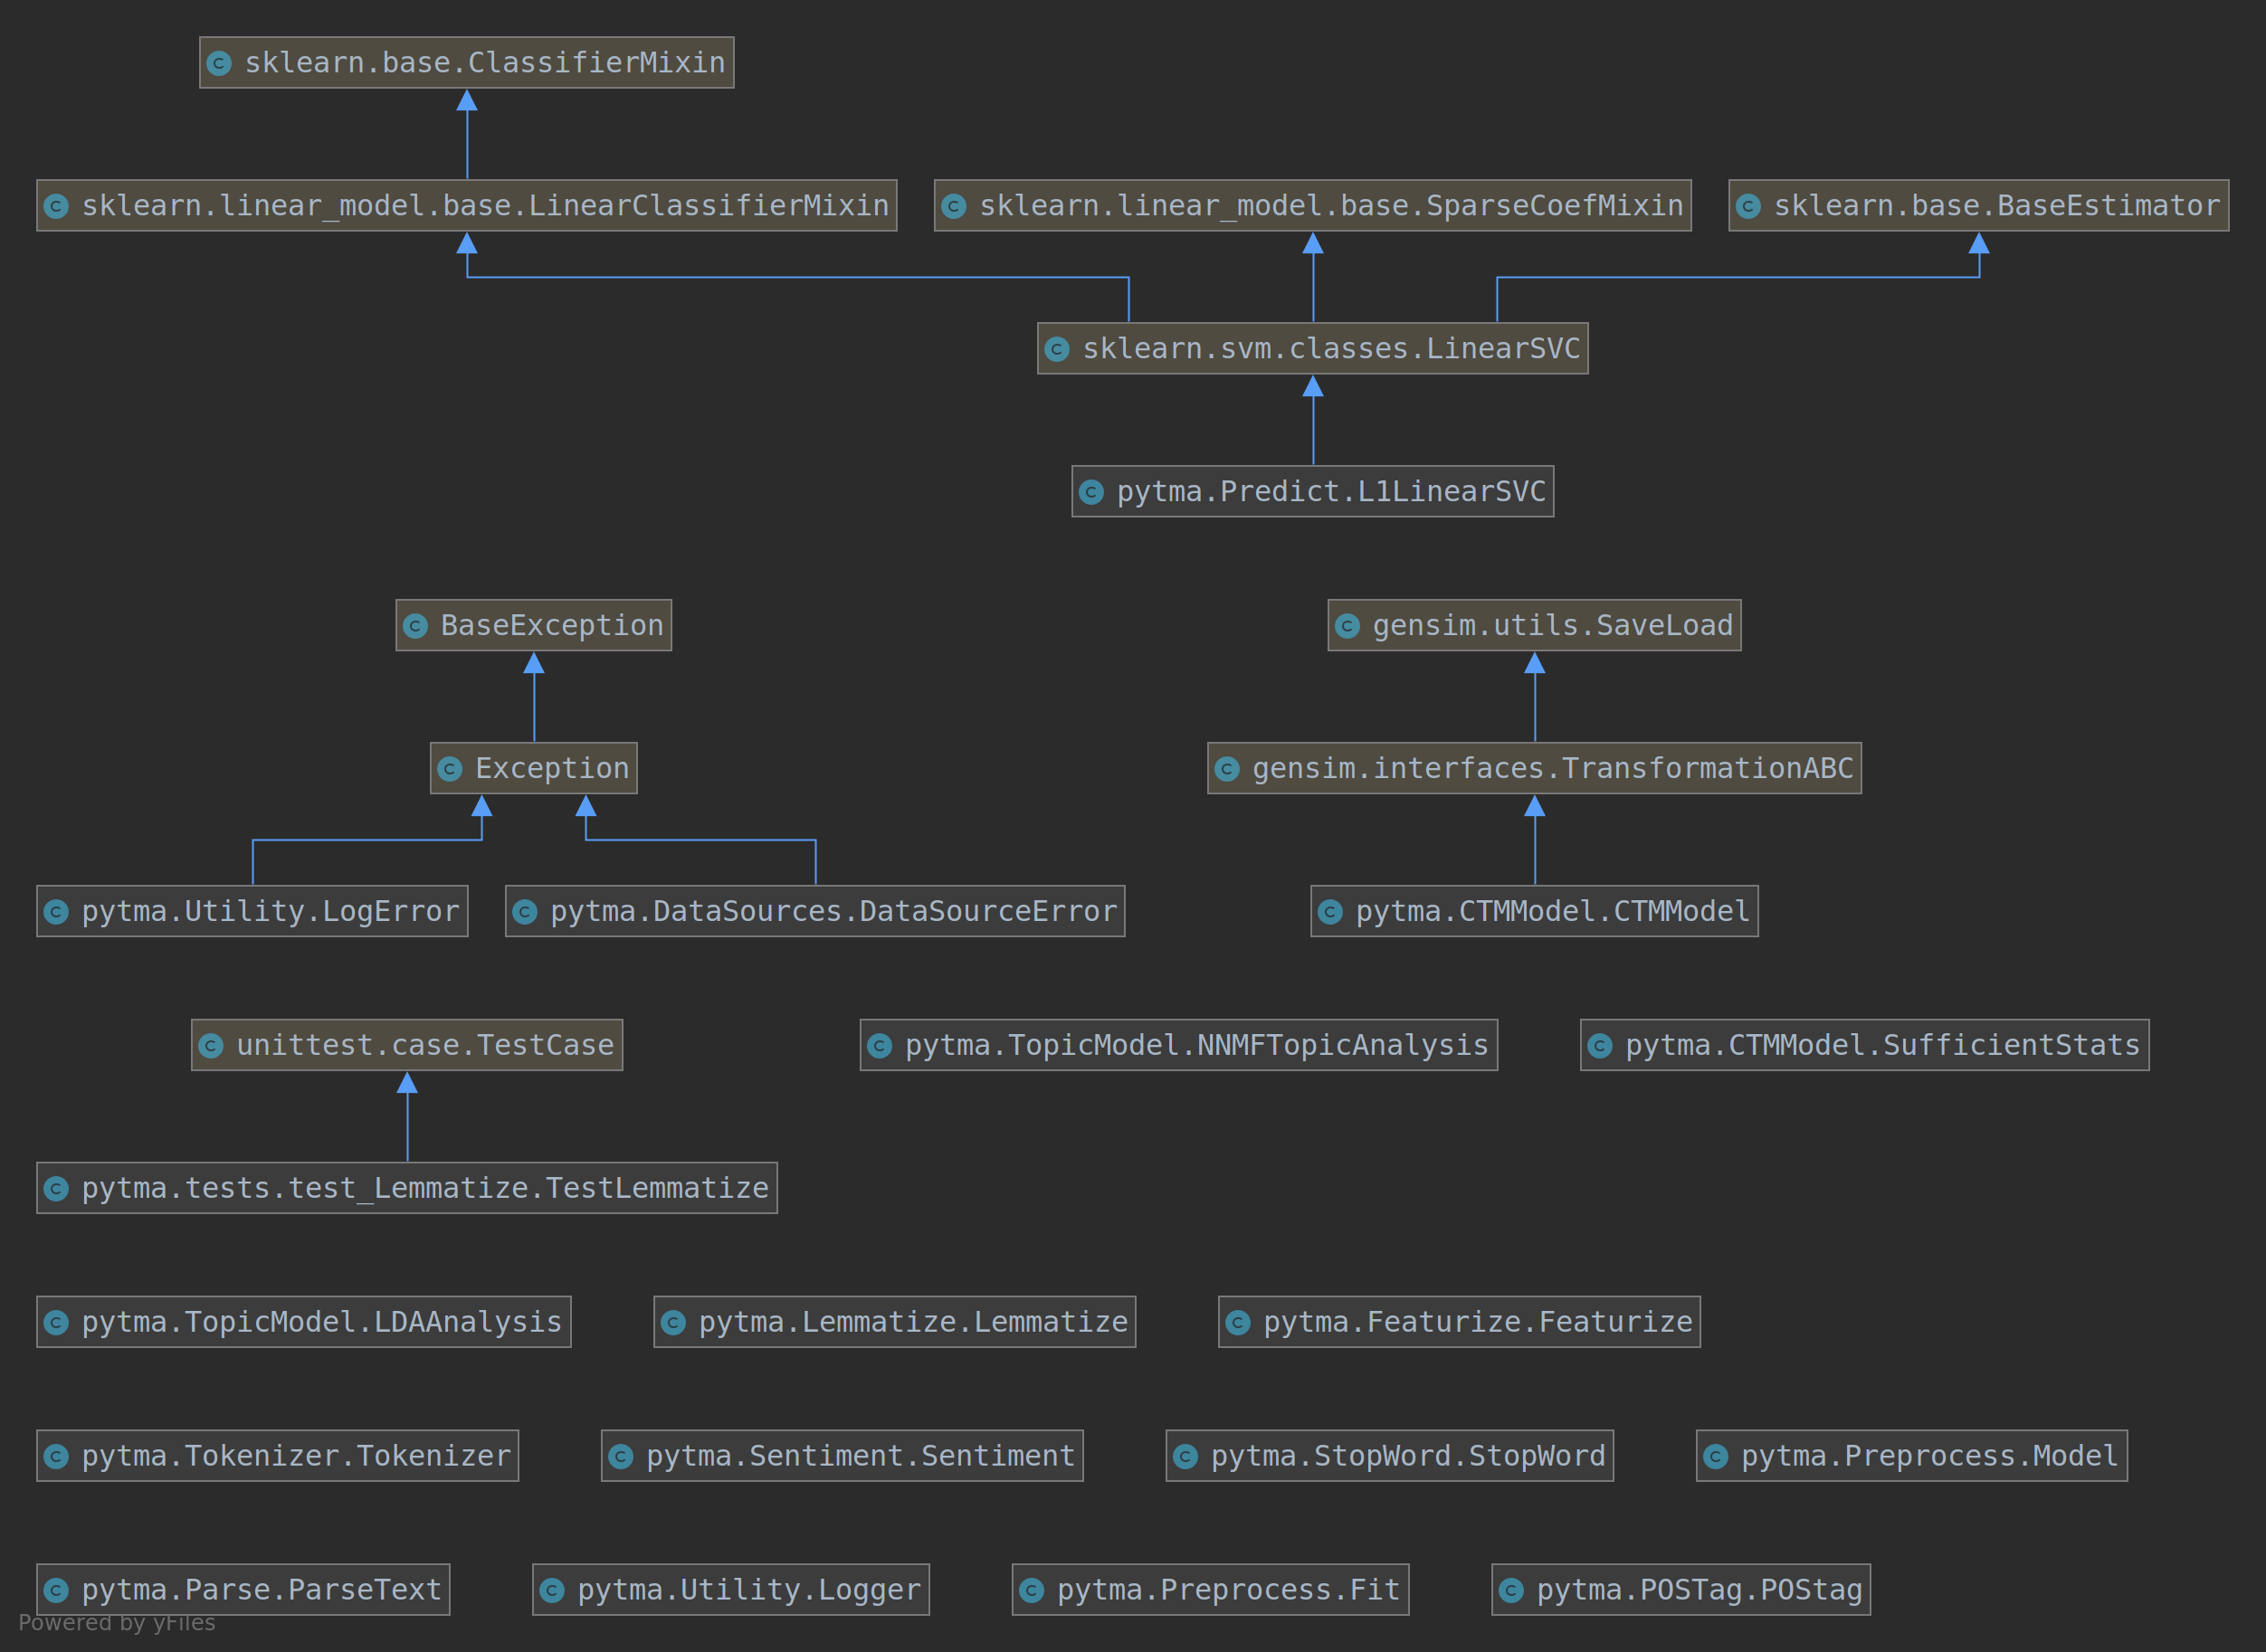 sklearn.base.ClassifierMixin
sklearn.linear_model.base.LinearClassifierMixin
sklearn.linear_model.base.SparseCoefMixin
sklearn.base.BaseEstimator
sklearn.svm.classes.LinearSVC
pytma.Predict.L1LinearSVC
BaseException
gensim.utils.SaveLoad
Exception
gensim.interfaces.TransformationABC
pytma.Utility.LogError
pytma.DataSources.DataSourceError
pytma.CTMModel.CTMModel
unittest.case.TestCase
pytma.TopicModel.NNMFTopicAnalysis
pytma.CTMModel.SufficientStats
pytma.tests.test_Lemmatize.TestLemmatize
pytma.TopicModel.LDAAnalysis
pytma.Lemmatize.Lemmatize
pytma.Featurize.Featurize
pytma.Tokenizer.Tokenizer
pytma.Sentiment.Sentiment
pytma.StopWord.StopWord
pytma.Preprocess.Model
pytma.Parse.ParseText
pytma.Utility.Logger
pytma.Preprocess.Fit
pytma.POSTag.POStag
Powered by yFiles